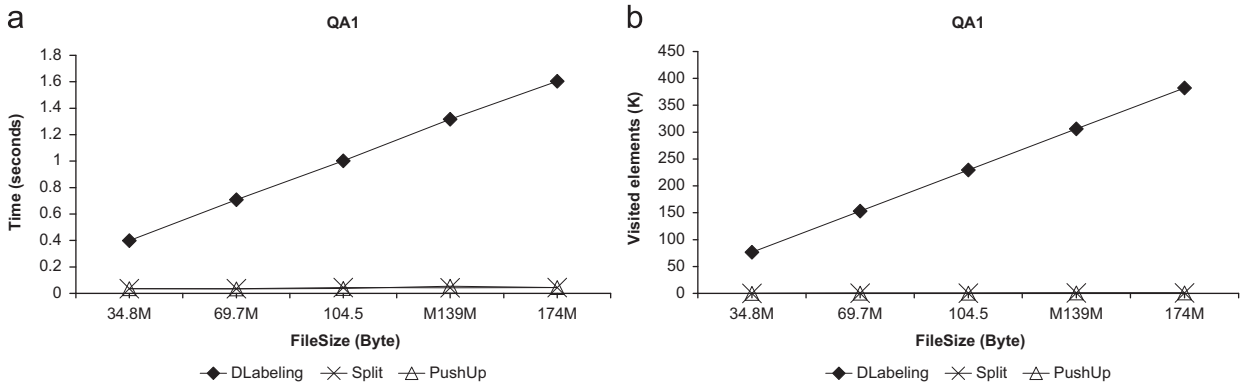 a
QA1
1.8
1.6
1.4
1.2
1
0.8
0.6
0.4
0.2
0
Time (seconds)
34.8M 69.7M 104.5 M139M 174M
FileSize (Byte)
DLabeling Split PushUp
b
QA1
450
400
350
300
250
200
150
100
50
0
Visited elements (K)
34.8M 69.7M 104.5 M139M 174M
FileSize (Byte)
DLabeling Split PushUp